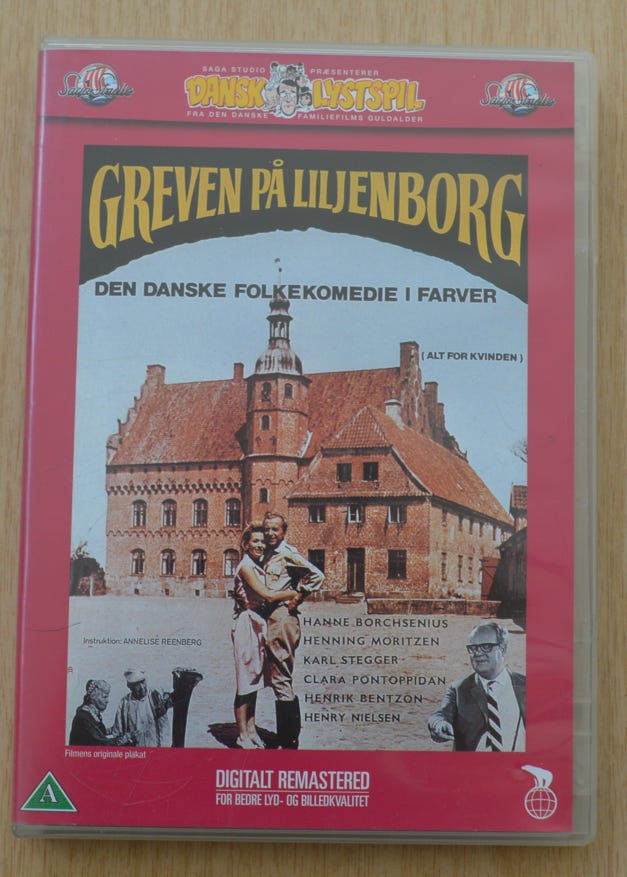 SAGA STUDIO PRÆSENTERER
Saga Studio
DANSK LYSTSPIL
Saga Studio
FRA DEN DANSKE FAMILIEFILMS GULDALDER
GREVEN PÅ LILJENBORG
DEN DANSKE FOLKEKOMEDIE I FARVER
(ALT FOR KVINDEN)
HANNE BORCHSENIUS
Instruktion: ANNELISE REENBERG
HENNING MORITZEN
KARL STEGGER
CLARA PONTOPPIDAN
HENRIK BENTZON
HENRY NIELSEN
Filmens originale plakat
A
DIGITALT REMASTERED
FOR BEDRE LYD- OG BILLEDKVALITET